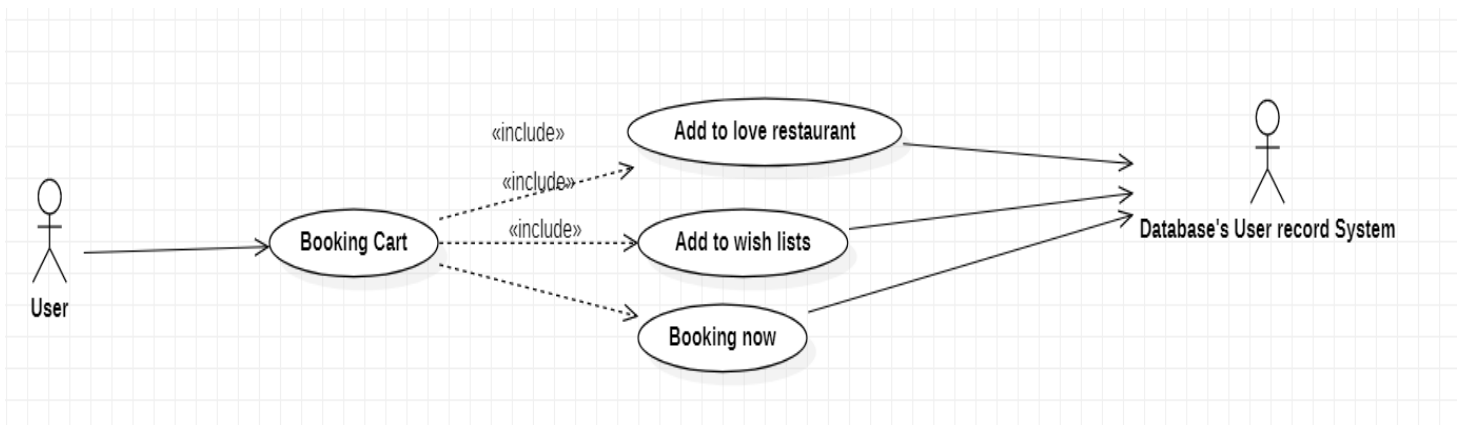 «include»
Add to love restaurant
«include»
«include»
Booking Cart
Add to wish lists
Database's User record System
User
Booking now